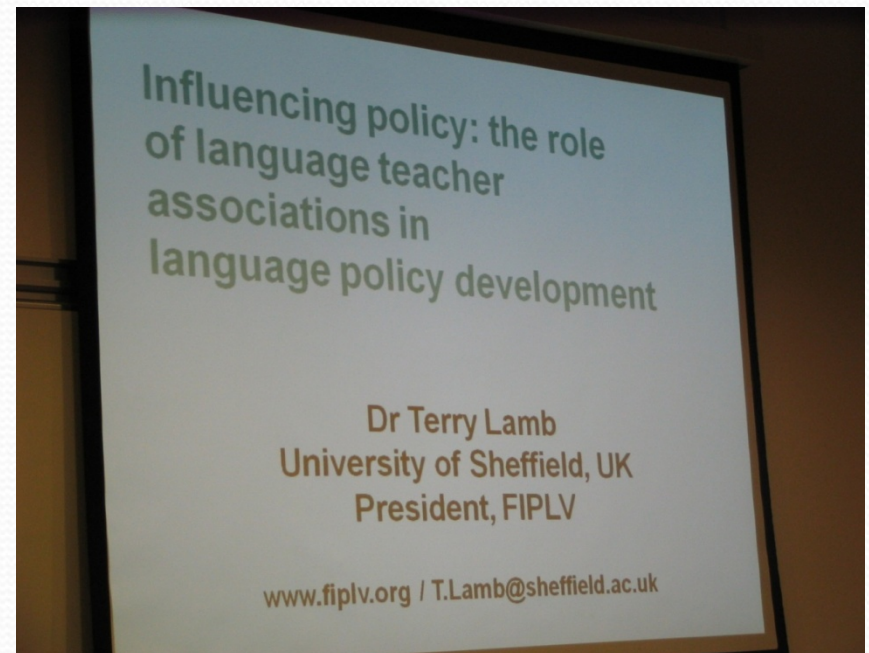 Influencing policy: the role
of language teacher
associations in
language policy development
Dr Terry Lamb
University of Sheffield, UK
President, FIPLV
www.fiplv.org / T.Lamb@sheffield.ac.uk